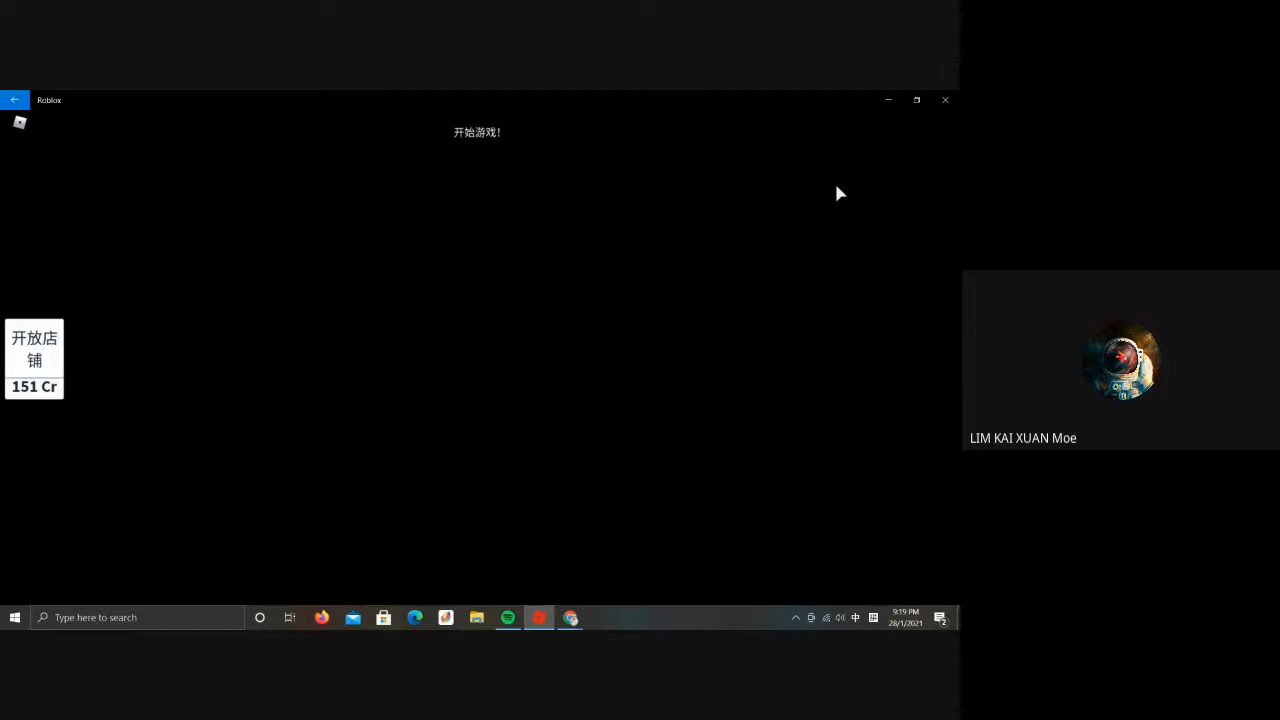 Roblox
开始游戏!
开放店
铺
151 Cr
LIM KAI XUAN Moe
Type here to search
中
9:19 PM
28/1/2021
2